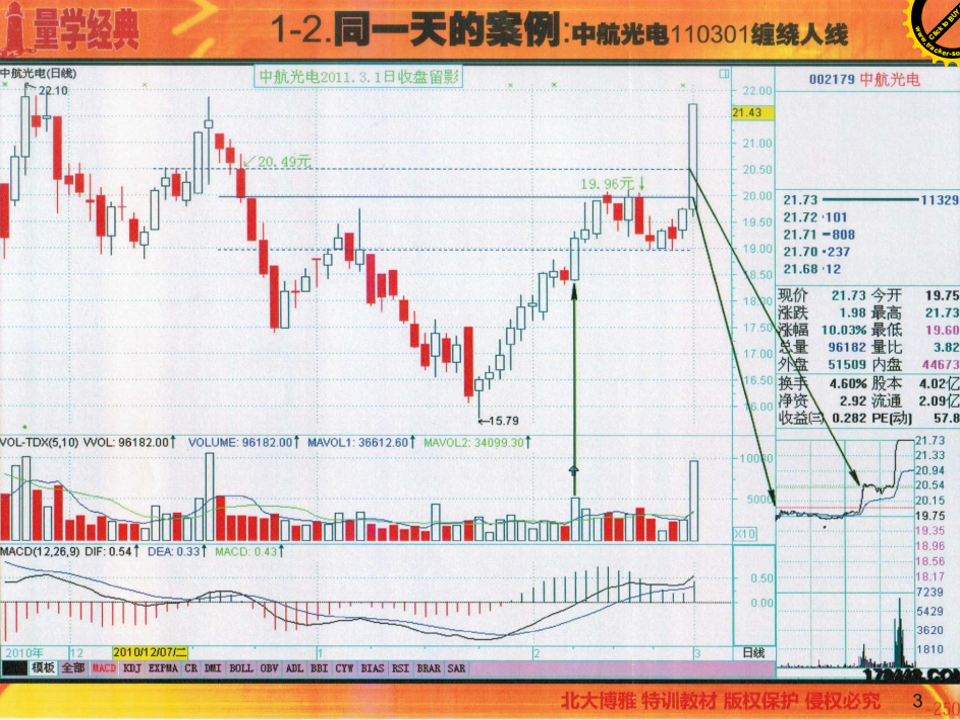 量学经典
1-2.同一天的案例:中航光电110301缠绕人线
Click to BUY
中航光电(日线)
中航光电2011.3.1日收盘留影
002179 中航光电
22.10
22.00
21.43
21.00
20.49元
20.50
19.96元↓
20.00
19.50
19.00
18.50
18.00
17.50
17.00
16.50
16.00
←15.79
21.73 11329
21.72 101
21.71 808
21.70 237
21.68 12
现价 21.73 今开 19.75
涨跌 1.98 最高 21.73
涨幅 10.03% 最低 19.60
总量 96182 量比 3.82
外盘 51509 内盘 44673
换手 4.60% 股本 4.02亿
净资 2.92 流通 2.09亿
收益(三) 0.282 PE(动) 57.8
VOL-TDX(5,10) VVOL: 96182.00↑ VOLUME: 96182.00↑ MAVOL1: 36612.60↑ MAVOL2: 34099.30↑
10000
5000
X10
21.73
21.33
20.94
20.54
20.15
19.75
19.35
18.96
18.56
18.17
7239
5429
3620
1810
MACD(12,26,9) DIF: 0.54↑ DEA: 0.33↑ MACD: 0.43↑
0.50
0.00
2010年 12 2010/12/07/二 1 2 3 日线
模板 全部 MACD KDJ EXPMA CR DMI BOLL OBV ADL BBI CYW BIAS RSI BRAR SAR
北大博雅 特训教材 版权保护 侵权必究 3
-250